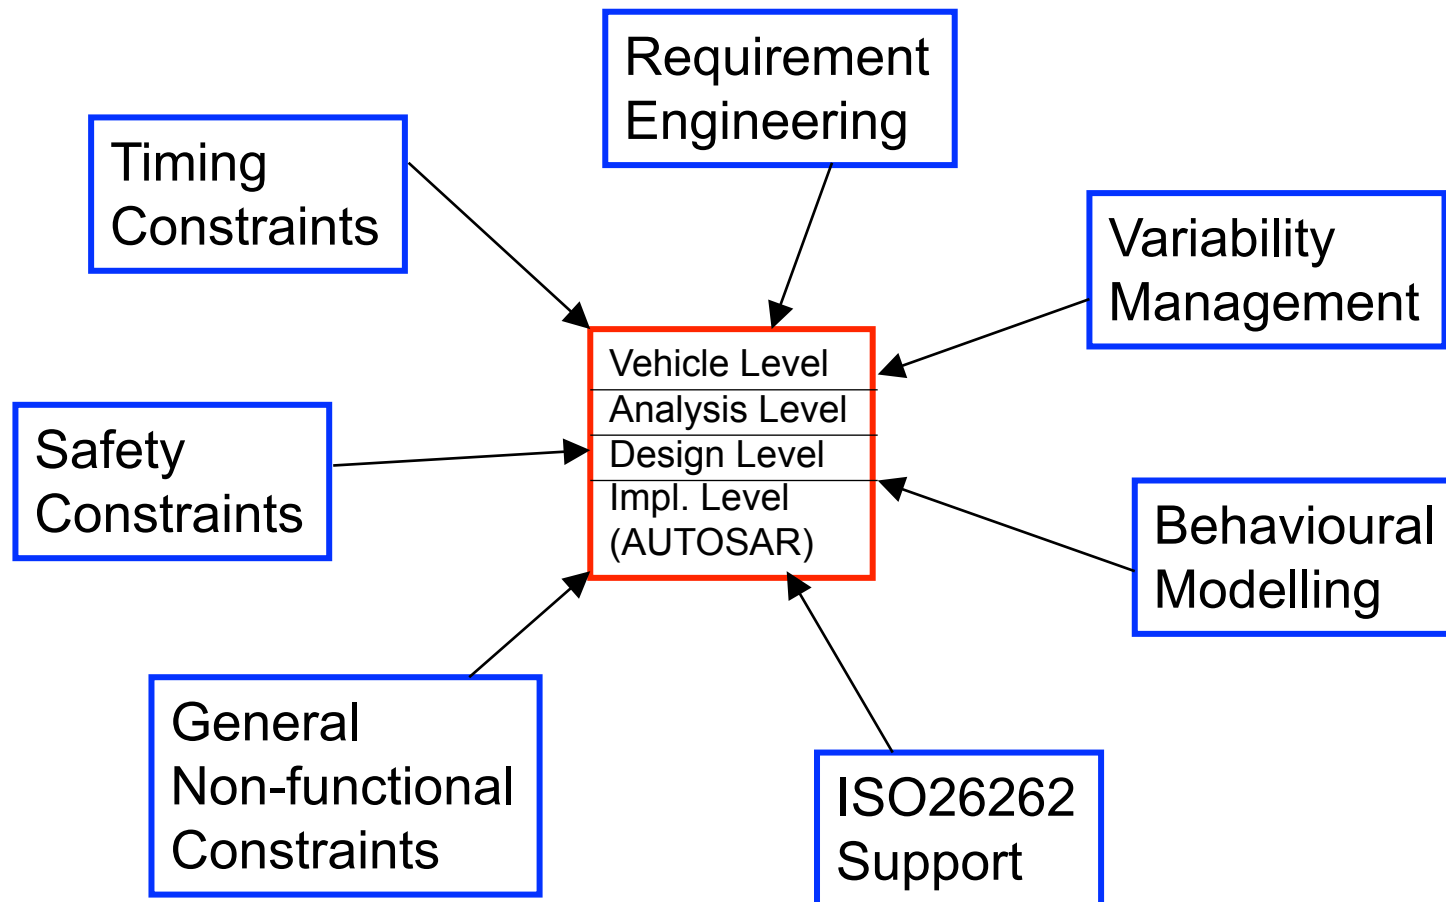 Requirement
Engineering
Timing
Constraints
Variability
Management
Vehicle Level
Analysis Level
Design Level
Impl. Level
(AUTOSAR)
Safety
Constraints
Behavioural
Modelling
General
Non-functional
Constraints
ISO26262
Support